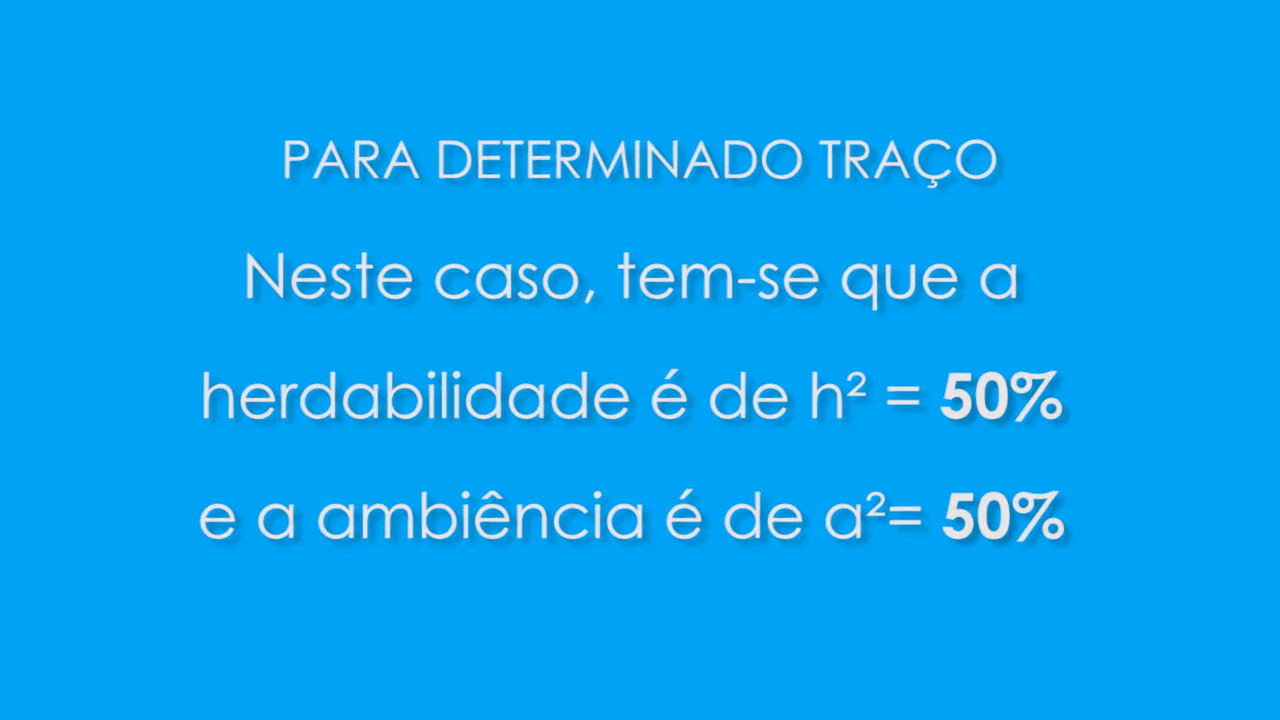 PARA DETERMINADO TRAÇO
Neste caso, tem-se que a
herdabilidade é de h² = 50%
e a ambiência é de a²= 50%